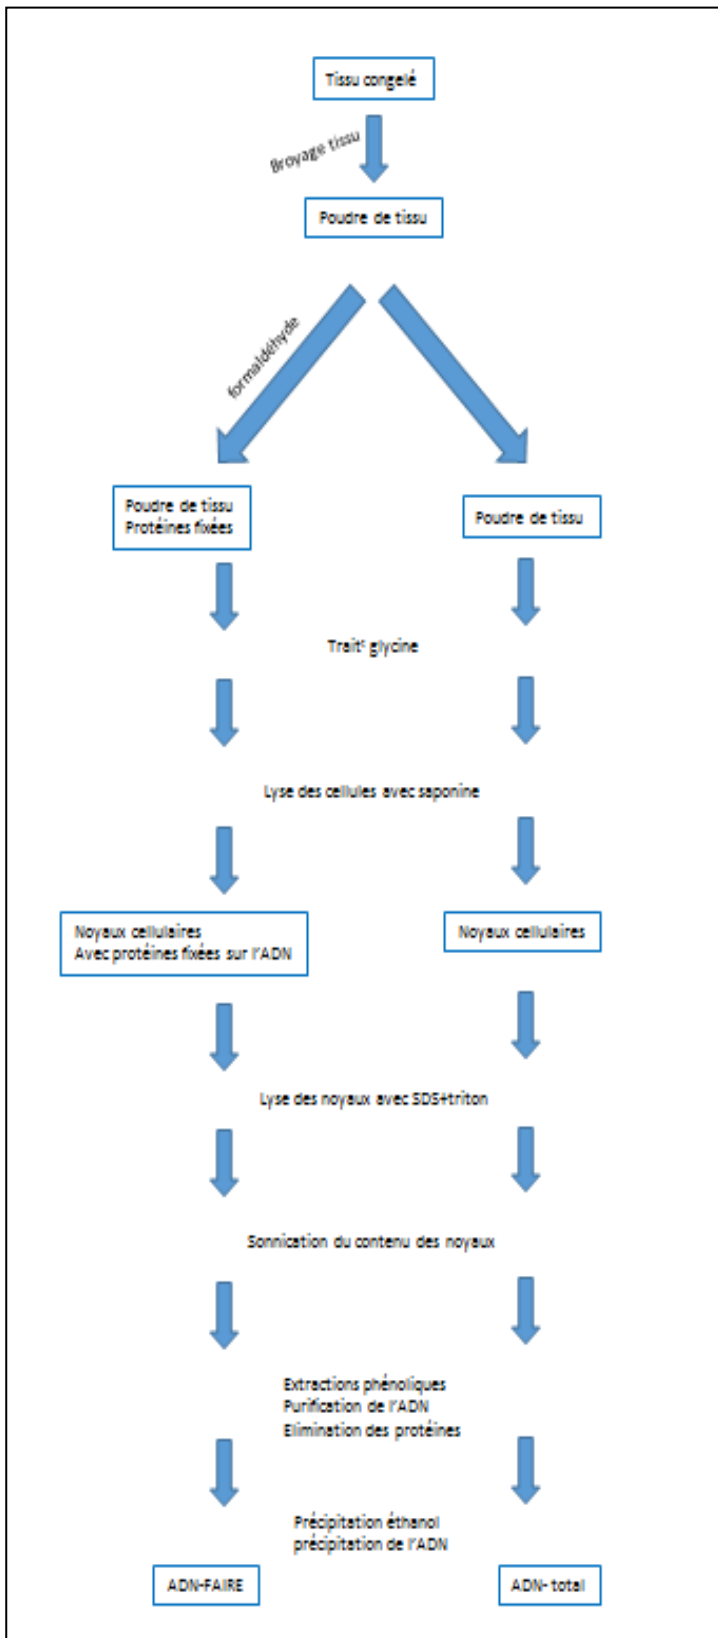 Tissu congelé
Broyage tissu
Poudre de tissu
formaldéhyde
Poudre de tissu
Protéines fixées
Poudre de tissu
Traitᵗ glycine
Lyse des cellules avec saponine
Noyaux cellulaires
Avec protéines fixées sur l'ADN
Noyaux cellulaires
Lyse des noyaux avec SDS+triton
Sonnication du contenu des noyaux
Extractions phénoliques
Purification de l'ADN
Elimination des protéines
Précipitation éthanol
précipitation de l'ADN
ADN-FAIRE
ADN- total